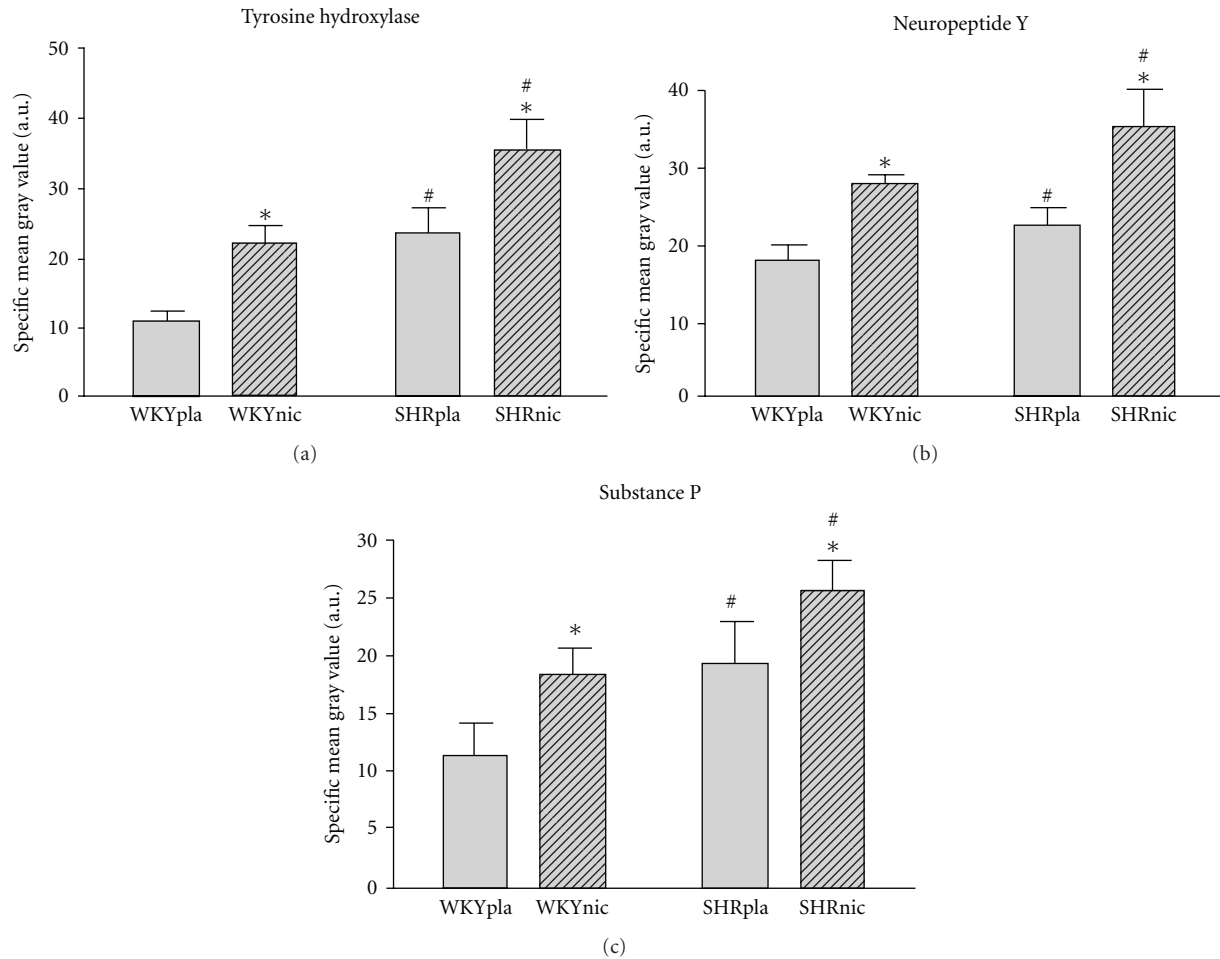 Tyrosine hydroxylase
Specific mean gray value (a.u.)
50
40
30
20
10
0
*
#
#
*
WKYpla WKYnic SHRpla SHRnic
(a)
Neuropeptide Y
Specific mean gray value (a.u.)
40
30
20
10
0
*
#
#
*
WKYpla WKYnic SHRpla SHRnic
(b)
Substance P
Specific mean gray value (a.u.)
30
25
20
15
10
5
0
*
#
#
*
WKYpla WKYnic SHRpla SHRnic
(c)